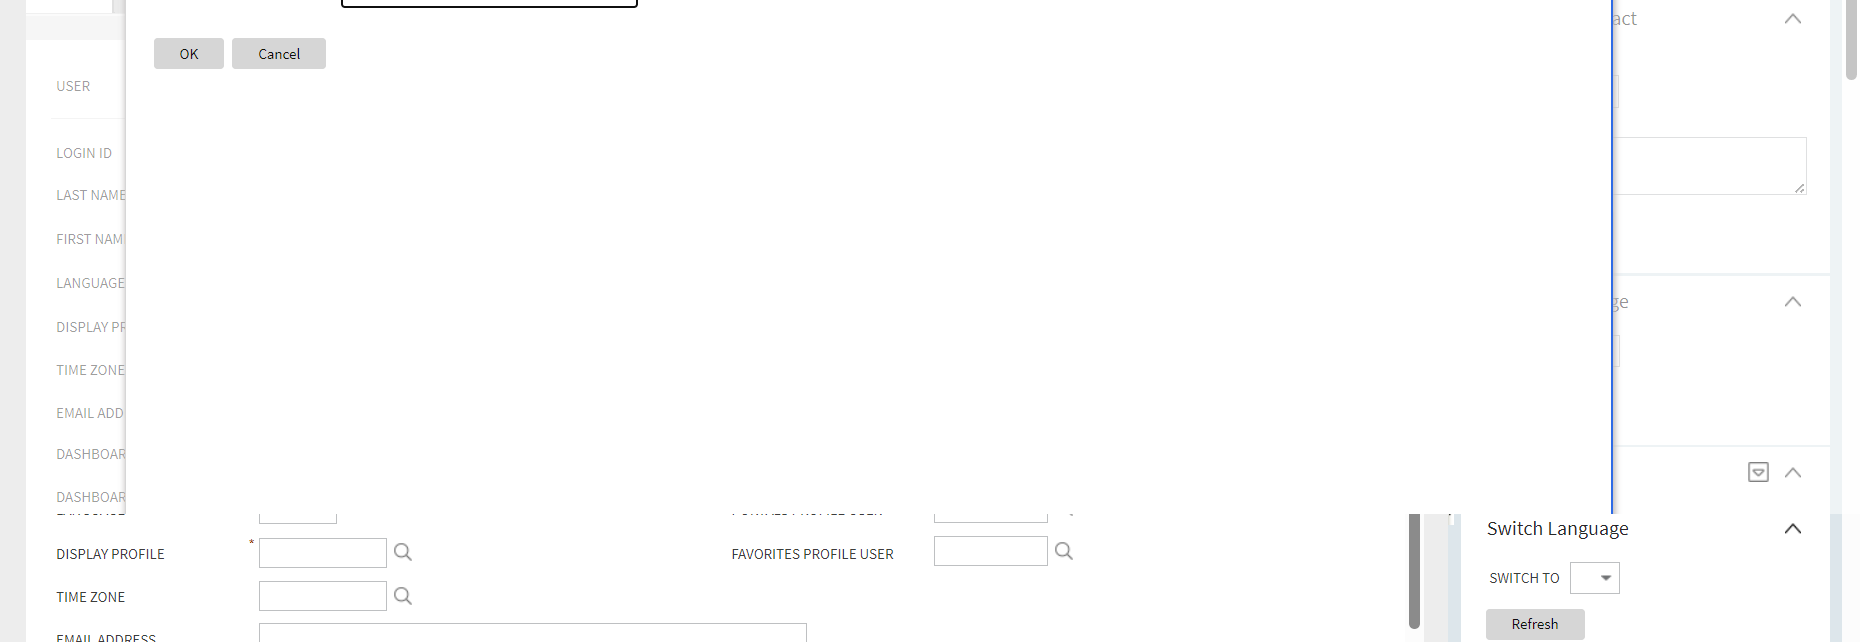 act
OK Cancel
USER
LOGIN ID
LAST NAME
FIRST NAM
LANGUAGE
ge
DISPLAY PR
TIME ZONE
EMAIL ADD
DASHBOAR
DASHBOAR
Switch Language
DISPLAY PROFILE * FAVORITES PROFILE USER
SWITCH TO
TIME ZONE
Refresh
EMAIL ADDRESS